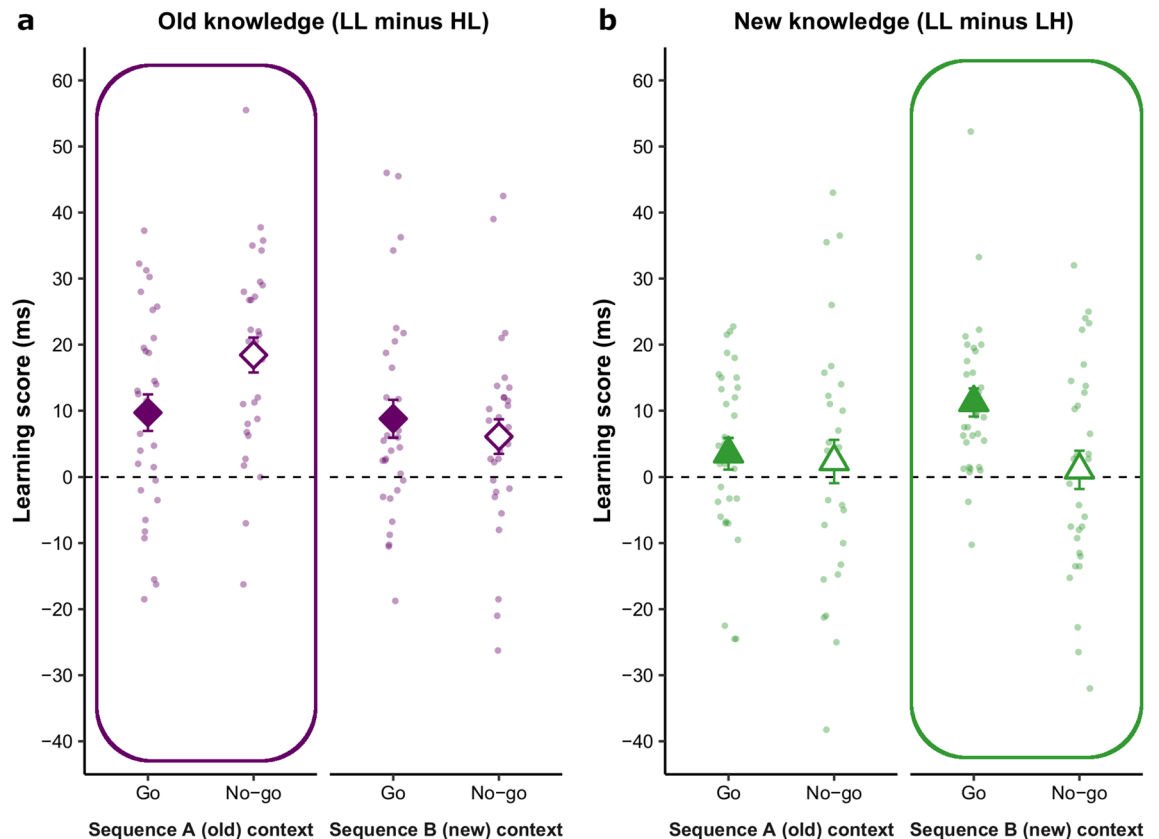 a Old knowledge (LL minus HL)
Learning score (ms)
60
50
40
30
20
10
0
−10
−20
−30
−40
Go No−go Go No−go
Sequence A (old) context Sequence B (new) context
b New knowledge (LL minus LH)
Learning score (ms)
60
50
40
30
20
10
0
−10
−20
−30
−40
Go No−go Go No−go
Sequence A (old) context Sequence B (new) context